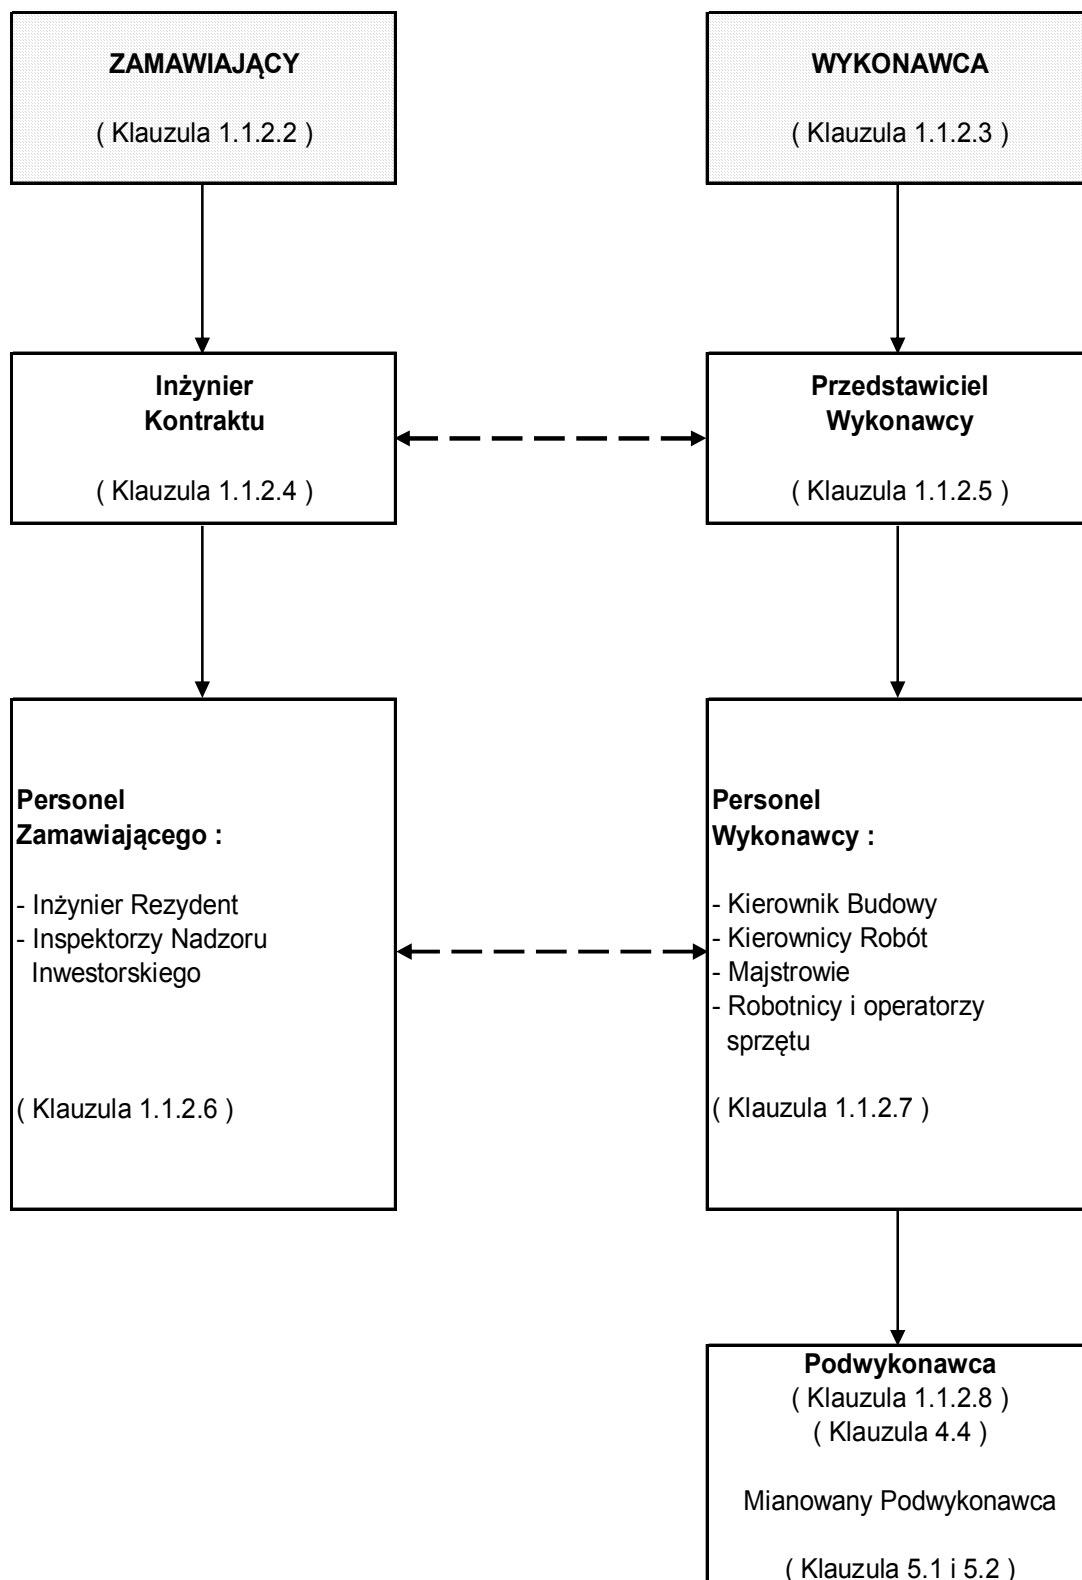 ZAMAWIAJĄCY
( Klauzula 1.1.2.2 )
WYKONAWCA
( Klauzula 1.1.2.3 )
Inżynier
Kontraktu
( Klauzula 1.1.2.4 )
Przedstawiciel
Wykonawcy
( Klauzula 1.1.2.5 )
Personel
Zamawiającego :
- Inżynier Rezydent
- Inspektorzy Nadzoru
Inwestorskiego
( Klauzula 1.1.2.6 )
Personel
Wykonawcy :
- Kierownik Budowy
- Kierownicy Robót
- Majstrowie
- Robotnicy i operatorzy
sprzętu
( Klauzula 1.1.2.7 )
Podwykonawca
( Klauzula 1.1.2.8 )
( Klauzula 4.4 )
Mianowany Podwykonawca
( Klauzula 5.1 i 5.2 )